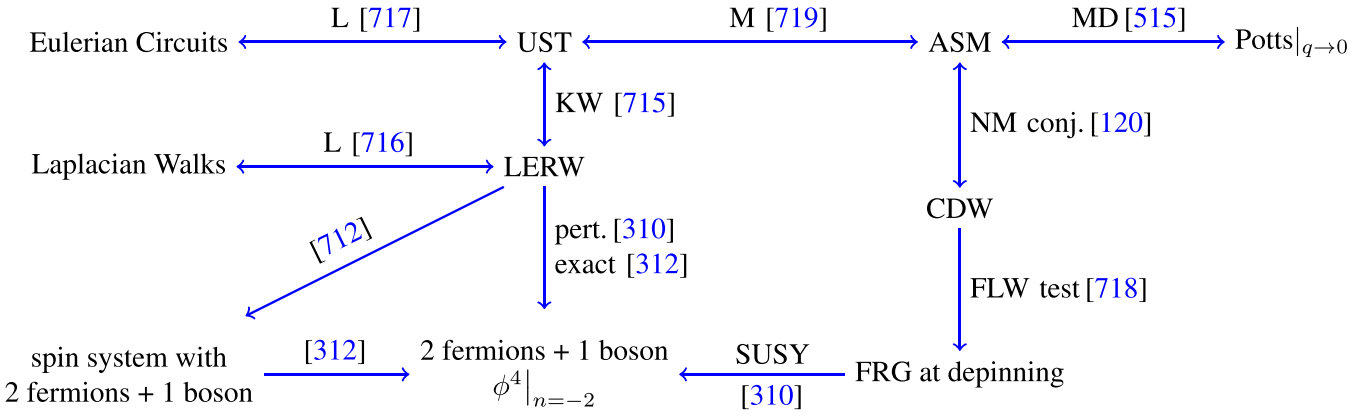 L [717]
M [719]
MD [515]
Eulerian Circuits
UST
ASM
Potts|q→0
KW [715]
NM conj. [120]
L [716]
Laplacian Walks
LERW
CDW
[712]
pert. [310]
exact [312]
FLW test [718]
spin system with
2 fermions + 1 boson
[312]
2 fermions + 1 boson
ϕ⁴|n=−2
SUSY
[310]
FRG at depinning